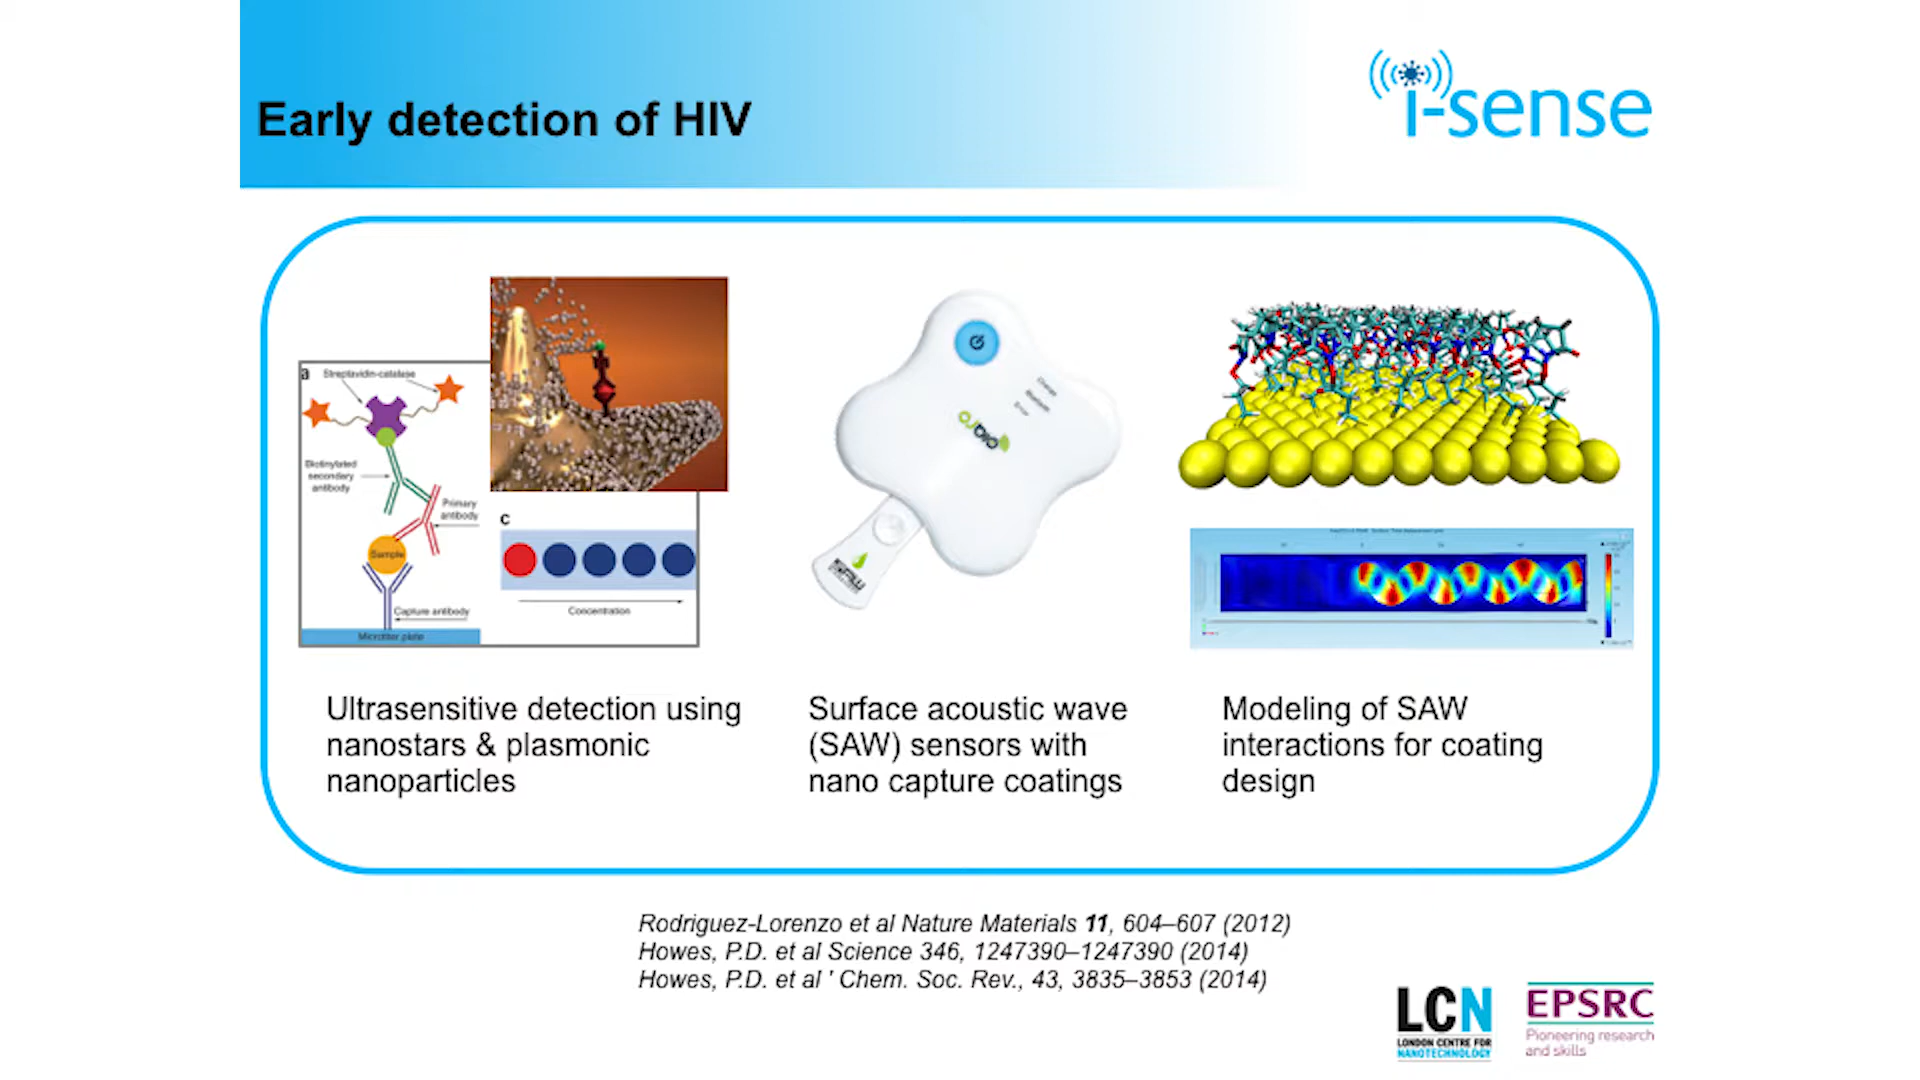 Early detection of HIV
i-sense
a
Streptavidin-catalase
Biotinylated
secondary
antibody
Primary
antibody
Sample
Capture antibody
Microtiter plate
c
Concentration
Ultrasensitive detection using
nanostars & plasmonic
nanoparticles
Surface acoustic wave
(SAW) sensors with
nano capture coatings
Modeling of SAW
interactions for coating
design
Rodriguez-Lorenzo et al Nature Materials 11, 604–607 (2012)
Howes, P.D. et al Science 346, 1247390–1247390 (2014)
Howes, P.D. et al ' Chem. Soc. Rev., 43, 3835–3853 (2014)
LCN
LONDON CENTRE FOR
NANOTECHNOLOGY
EPSRC
Pioneering research
and skills